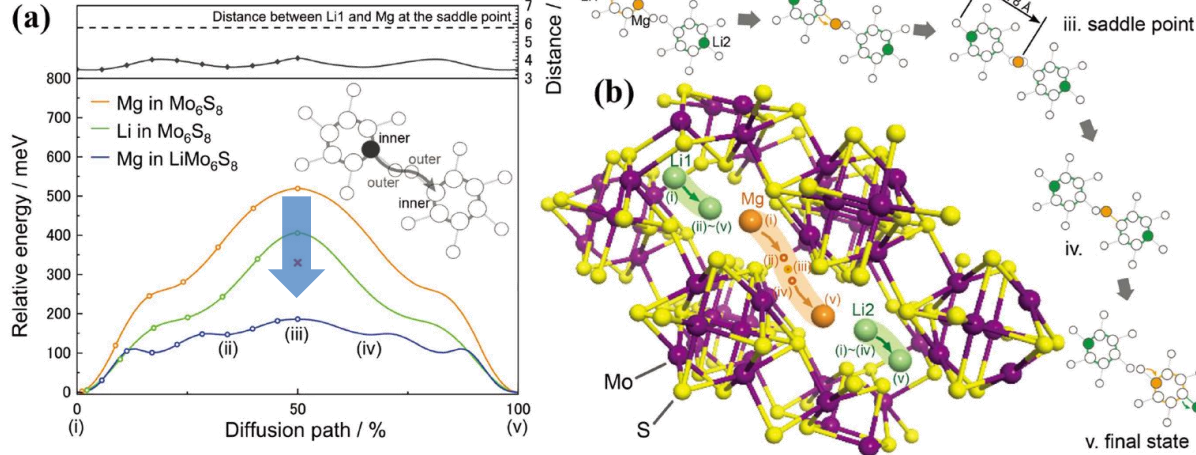 (a)
Distance between Li1 and Mg at the saddle point
7
6
5
4
3
Distance /
800
700
600
500
400
300
200
100
0
Relative energy / meV
Mg in Mo6S8
Li in Mo6S8
Mg in LiMo6S8
inner
outer
outer
inner
(ii)
(iii)
(iv)
0
50
100
(i)
(v)
Diffusion path / %
Mg
Li2
iii. saddle point
(b)
Li1
(i)
(ii)~(v)
Mg
(i)
(ii)
(iii)
(iv)
(v)
Li2
(i)~(iv)
(v)
Mo
S
iv.
v. final state